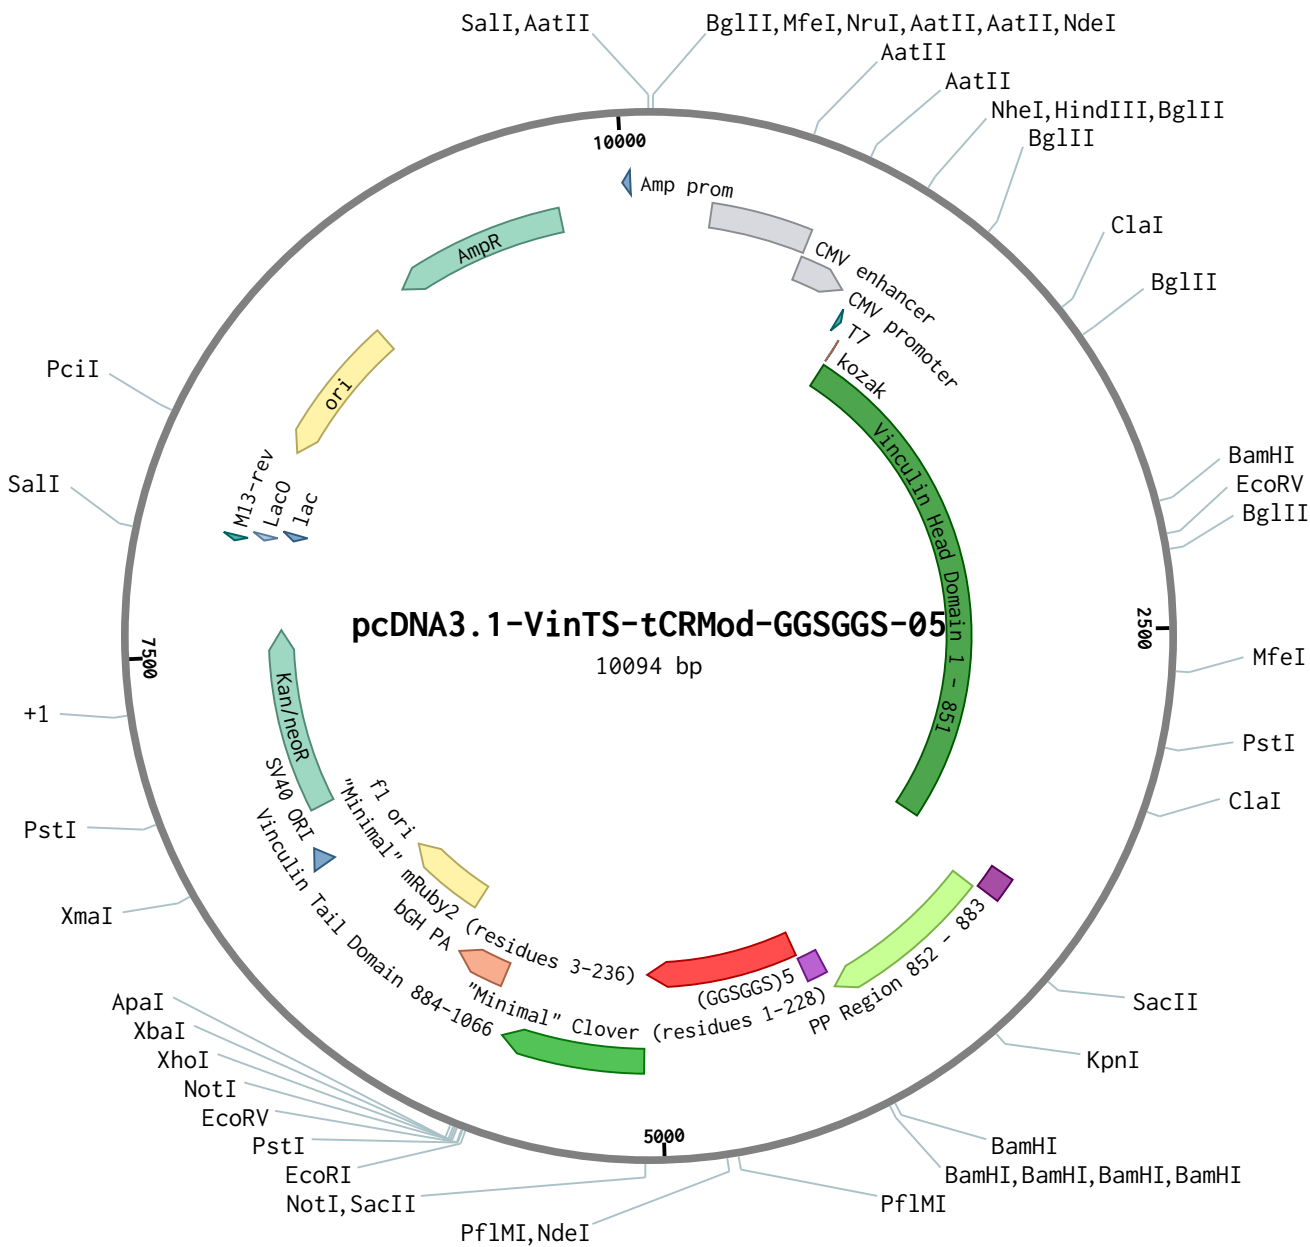 SalI,AatII
BglII,MfeI,NruI,AatII,AatII,NdeI
AatII
AatII
NheI,HindIII,BglII
BglII
ClaI
BglII
BamHI
EcoRV
BglII
MfeI
PstI
ClaI
SacII
KpnI
BamHI
BamHI,BamHI,BamHI,BamHI
PflMI
PflMI,NdeI
NotI,SacII
EcoRI
PstI
EcoRV
NotI
XhoI
XbaI
ApaI
XmaI
PstI
+1
SalI
PciI
10000
2500
5000
7500
Amp prom
CMV enhancer
CMV promoter
T7
kozak
Vinculin Head Domain 1 - 851
PP Region 852 - 883
"Minimal" Clover (residues 1-228)
(GGSGGS)5
"Minimal" mRuby2 (residues 3-236)
Vinculin Tail Domain 884-1066
bGH PA
f1 ori
SV40 ORI
Kan/neoR
M13-rev
LacO
lac
ori
AmpR
pcDNA3.1-VinTS-tCRMod-GGSGGS-05
10094 bp